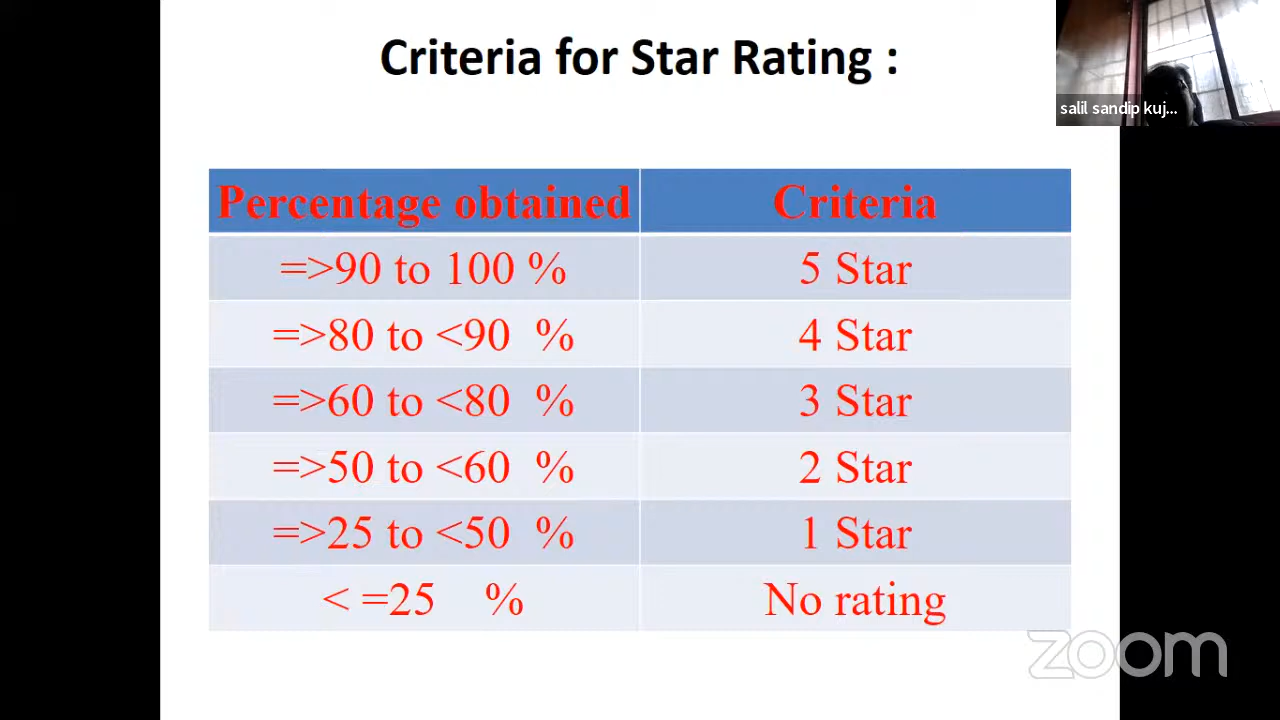 Criteria for Star Rating :
salil sandip kuj...
Percentage obtained Criteria
=>90 to 100 % 5 Star
=>80 to <90 % 4 Star
=>60 to <80 % 3 Star
=>50 to <60 % 2 Star
=>25 to <50 % 1 Star
< =25 % No rating
zoom